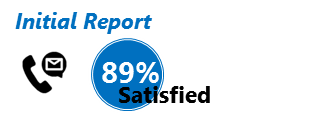 Initial Report
89%
Satisfied